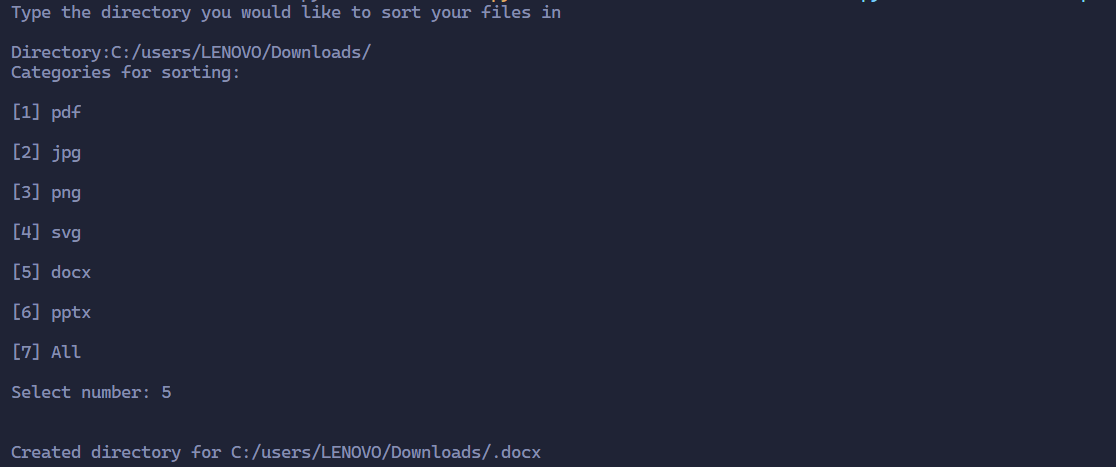 Type the directory you would like to sort your files in
Directory:C:/users/LENOVO/Downloads/
Categories for sorting:
[1] pdf
[2] jpg
[3] png
[4] svg
[5] docx
[6] pptx
[7] All
Select number: 5
Created directory for C:/users/LENOVO/Downloads/.docx